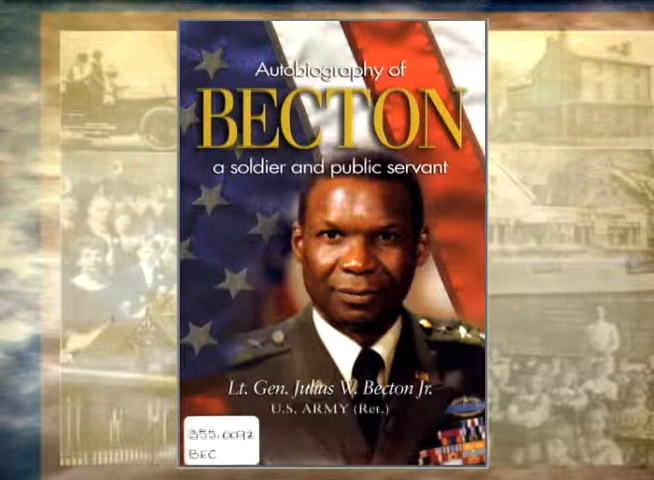 Autobiography of
BECTON
a soldier and public servant
Lt. Gen. Julius W. Becton Jr.
U.S. ARMY (Ret.)
355.0092
BEC